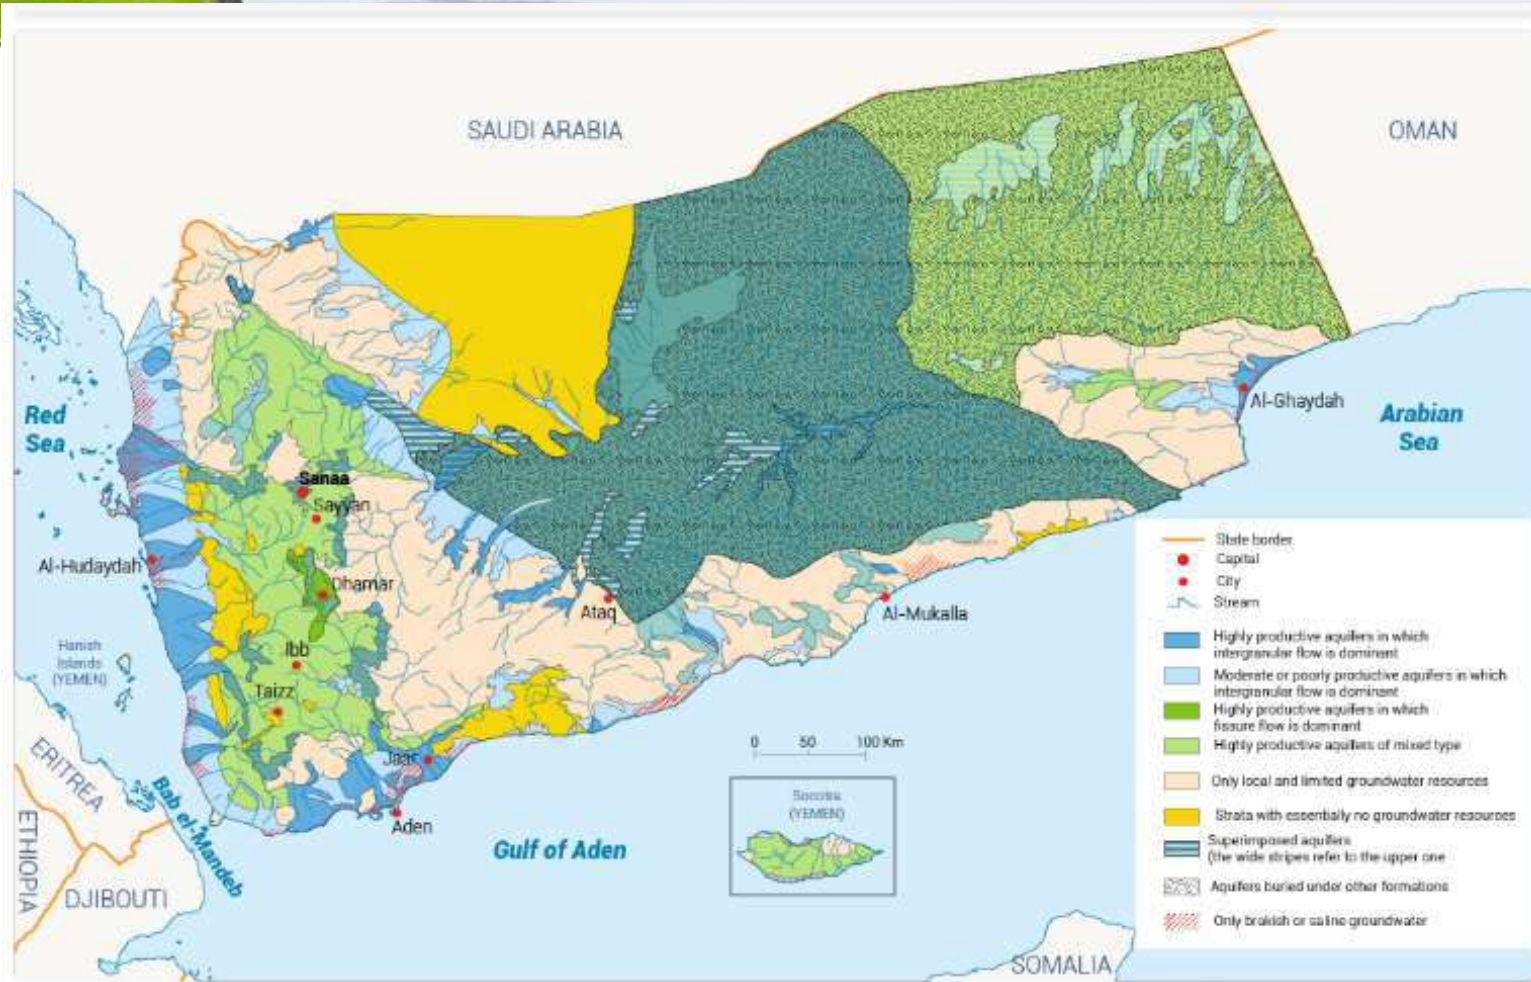 SAUDI ARABIA
OMAN
Red
Sea
Al-Ghaydah
Arabian
Sea
Sanaa
Sayyan
Al-Hudaydah
Dhamar
Ataq
Al-Mukalla
Hanish
Islands
(YEMEN)
Ibb
Taizz
Jaar
Aden
ERITREA
ETHIOPIA
DJIBOUTI
Bab el-Mandeb
Gulf of Aden
0 50 100 Km
Socotra
(YEMEN)
SOMALIA
State border
Capital
City
Stream
Highly productive aquifers in which
intergranular flow is dominant
Moderate or poorly productive aquifers in which
intergranular flow is dominant
Highly productive aquifers in which
fissure flow is dominant
Highly productive aquifers of mixed type
Only local and limited groundwater resources
Strata with essentially no groundwater resources
Superimposed aquifers
(the wide stripes refer to the upper one
Aquifers buried under other formations
Only brakish or saline groundwater